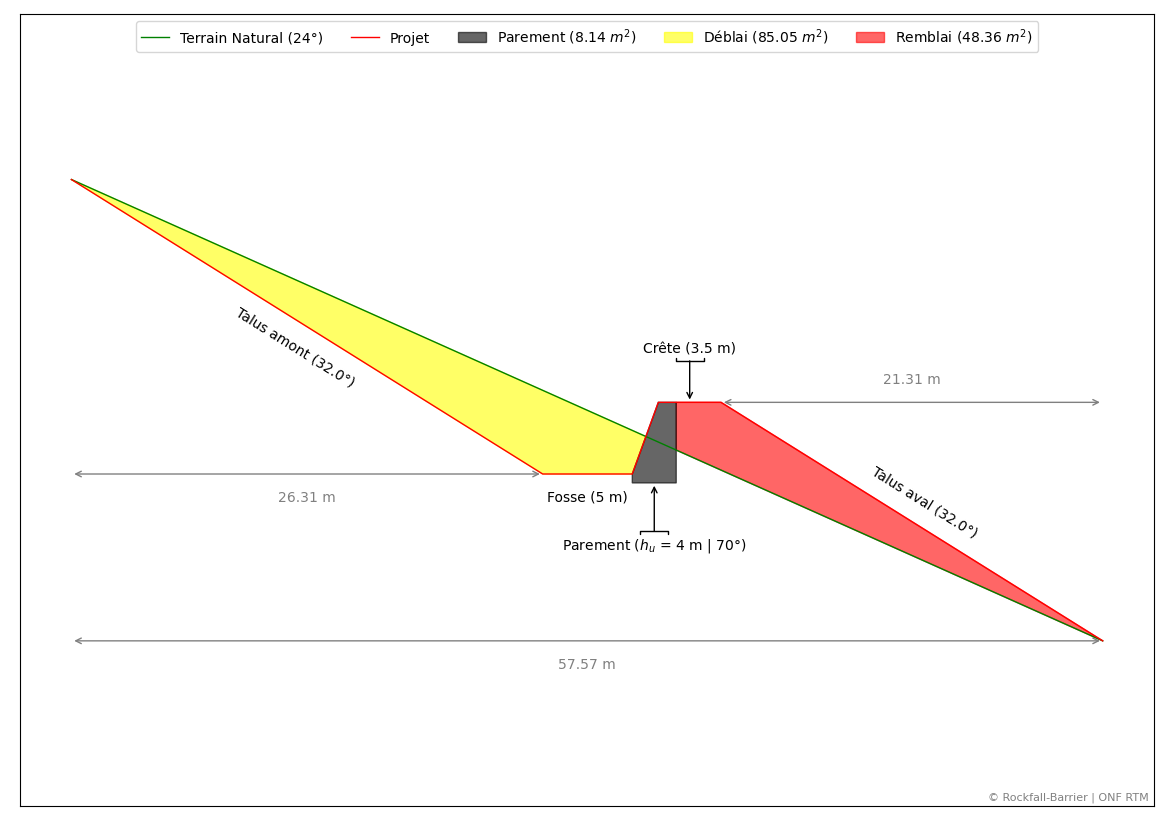 Terrain Natural (24°) Projet Parement (8.14 m²) Déblai (85.05 m²) Remblai (48.36 m²)
Talus amont (32.0°)
Crête (3.5 m)
21.31 m
26.31 m
Fosse (5 m)
Talus aval (32.0°)
Parement (hᵤ = 4 m | 70°)
57.57 m
© Rockfall-Barrier | ONF RTM